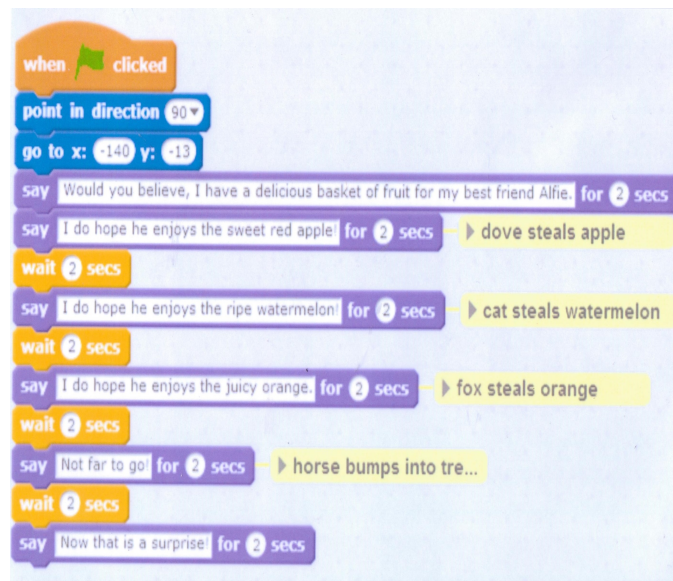 when clicked
point in direction 90
go to x: -140 y: -13
say Would you believe, I have a delicious basket of fruit for my best friend Alfie. for 2 secs
say I do hope he enjoys the sweet red apple! for 2 secs dove steals apple
wait 2 secs
say I do hope he enjoys the ripe watermelon! for 2 secs cat steals watermelon
wait 2 secs
say I do hope he enjoys the juicy orange. for 2 secs fox steals orange
wait 2 secs
say Not far to go! for 2 secs horse bumps into tre...
wait 2 secs
say Now that is a surprise! for 2 secs